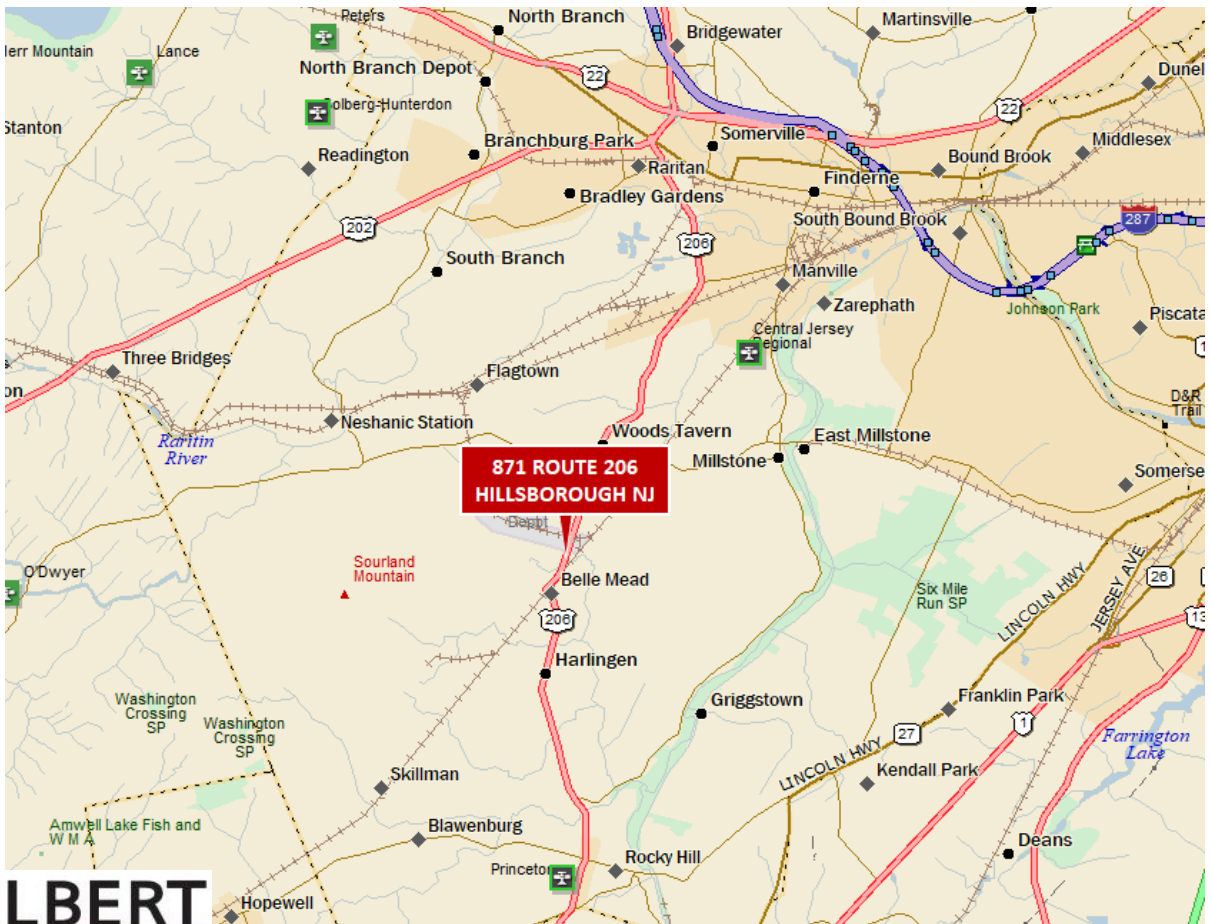 North Branch
Martinsville
Peters
Bridgewater
Lance
North Branch Depot
22
Dunel
Solberg-Hunterdon
22
Stanton
Branchburg Park
Somerville
Middlesex
Readington
Raritan
Bound Brook
Bradley Gardens
Finderne
202
South Bound Brook
287
206
South Branch
Manville
Zarephath
Johnson Park
Central Jersey
Regional
Piscata
Three Bridges
Flagtown
1
on
D&R
Trail
Neshanic Station
Woods Tavern
East Millstone
Raritin
River
Millstone
871 ROUTE 206
HILLSBOROUGH NJ
Somerse
Depot
Sourland
Mountain
O'Dwyer
Belle Mead
Six Mile
Run SP
LINCOLN HWY
JERSEY AVE
26
206
13
Harlingen
Washington
Crossing
SP
Washington
Crossing
SP
Griggstown
Franklin Park
1
27
Farrington
Lake
LINCOLN HWY
Kendall Park
Skillman
Amwell Lake Fish and
W M A
Blawenburg
Deans
Princeton
Rocky Hill
LBERT
Hopewell